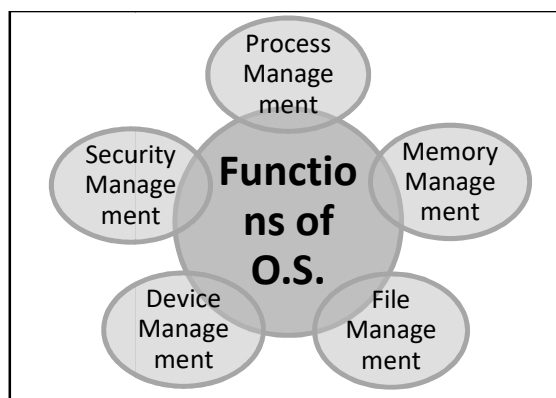 Process
Manage
ment
Security
Manage
ment
Functio
ns of
O.S.
Memory
Manage
ment
Device
Manage
ment
File
Manage
ment